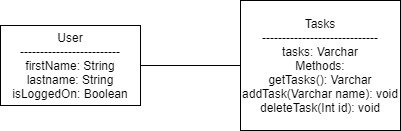 User
-------------------------
firstName: String
lastname: String
isLoggedOn: Boolean
Tasks
-----------------------------
tasks: Varchar
Methods:
getTasks(): Varchar
addTask(Varchar name): void
deleteTask(Int id): void